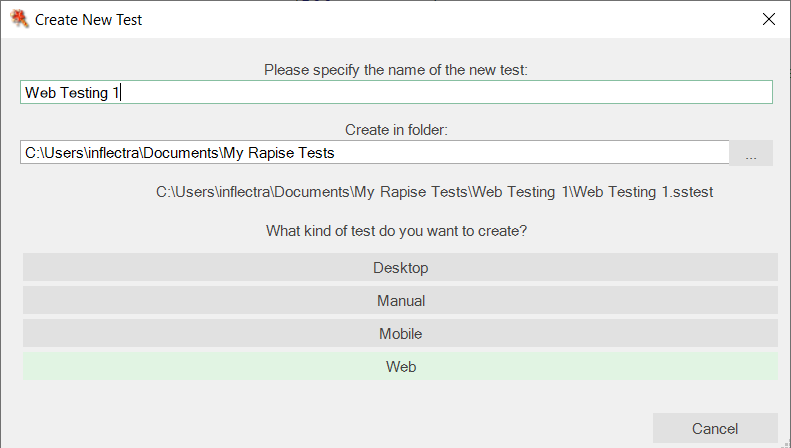 Create New Test
Please specify the name of the new test:
Web Testing 1
Create in folder:
C:\Users\inflectra\Documents\My Rapise Tests
...
C:\Users\inflectra\Documents\My Rapise Tests\Web Testing 1\Web Testing 1.sstest
What kind of test do you want to create?
Desktop
Manual
Mobile
Web
Cancel